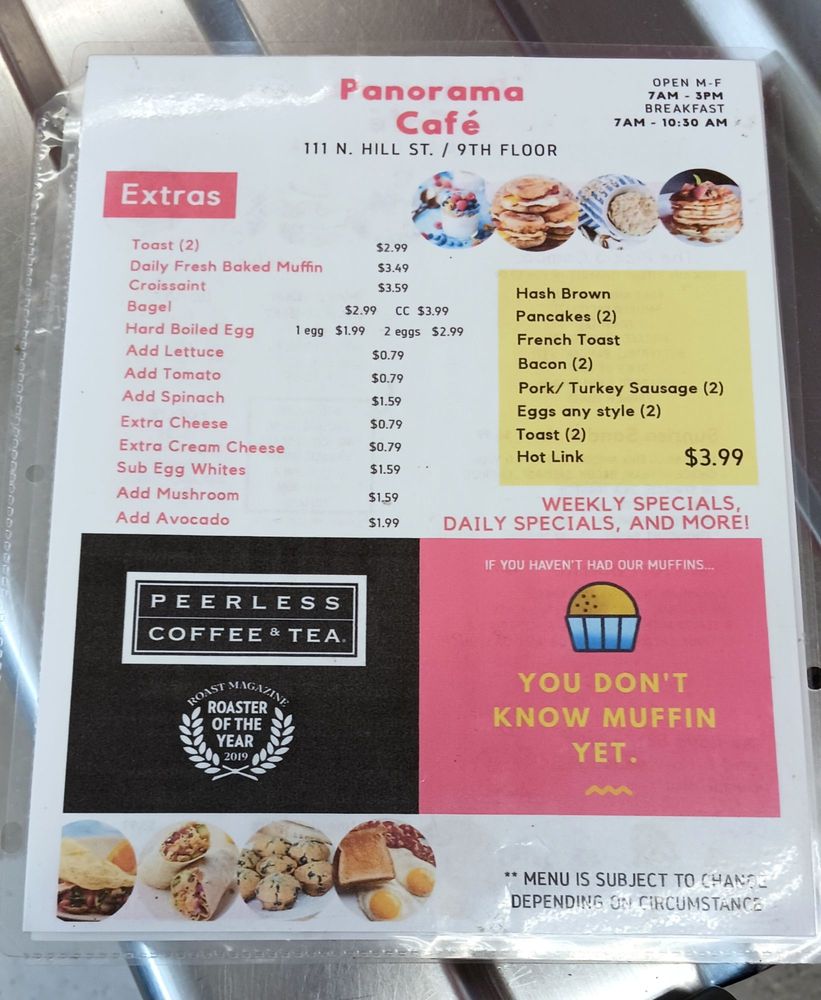 Panorama
Café
111 N. HILL ST. / 9TH FLOOR
OPEN M-F
7AM - 3PM
BREAKFAST
7AM - 10:30 AM
Extras
Toast (2) $2.99
Daily Fresh Baked Muffin $3.49
Croissaint $3.59
Bagel $2.99 CC $3.99
Hard Boiled Egg 1 egg $1.99 2 eggs $2.99
Add Lettuce $0.79
Add Tomato $0.79
Add Spinach $1.59
Extra Cheese $0.79
Extra Cream Cheese $0.79
Sub Egg Whites $1.59
Add Mushroom $1.59
Add Avocado $1.99
Hash Brown
Pancakes (2)
French Toast
Bacon (2)
Pork/ Turkey Sausage (2)
Eggs any style (2)
Toast (2)
Hot Link $3.99
WEEKLY SPECIALS,
DAILY SPECIALS, AND MORE!
PEERLESS
COFFEE & TEA.
ROAST MAGAZINE
ROASTER
OF THE
YEAR
2019
IF YOU HAVEN'T HAD OUR MUFFINS...
YOU DON'T
KNOW MUFFIN
YET.
** MENU IS SUBJECT TO CHANGE
DEPENDING ON CIRCUMSTANCE